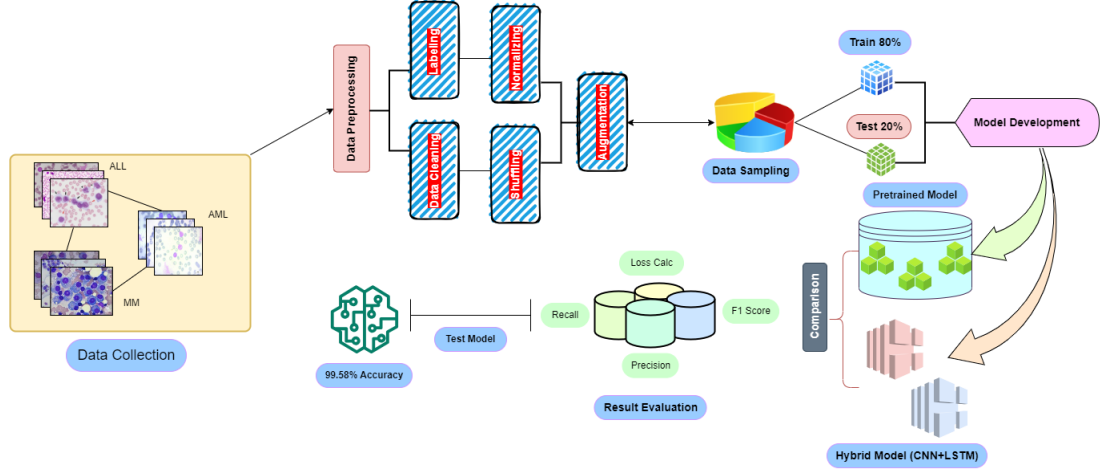 ALL
AML
MM
Data Collection
Data Preprocessing
Labeling
Normalizing
Data Cleaning
Shuffling
Augmentation
Data Sampling
Train 80%
Test 20%
Model Development
Pretrained Model
Comparison
Hybrid Model (CNN+LSTM)
Loss Calc
Recall
F1 Score
Precision
Result Evaluation
Test Model
99.58% Accuracy